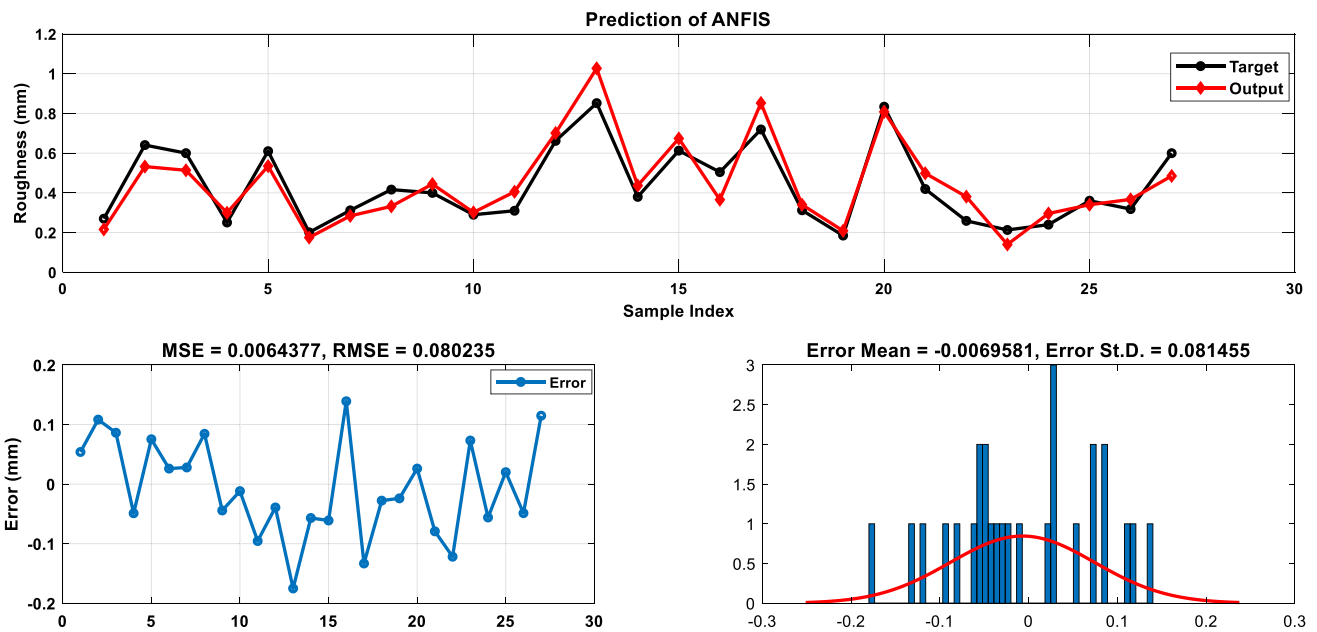 Prediction of ANFIS
1.2
1
0.8
0.6
0.4
0.2
0
Roughness (mm)
Target
Output
0 5 10 15 20 25 30
Sample Index
MSE = 0.0064377, RMSE = 0.080235
0.2
0.1
0
-0.1
-0.2
Error (mm)
Error
0 5 10 15 20 25 30
Error Mean = -0.0069581, Error St.D. = 0.081455
3
2.5
2
1.5
1
0.5
0
-0.3 -0.2 -0.1 0 0.1 0.2 0.3